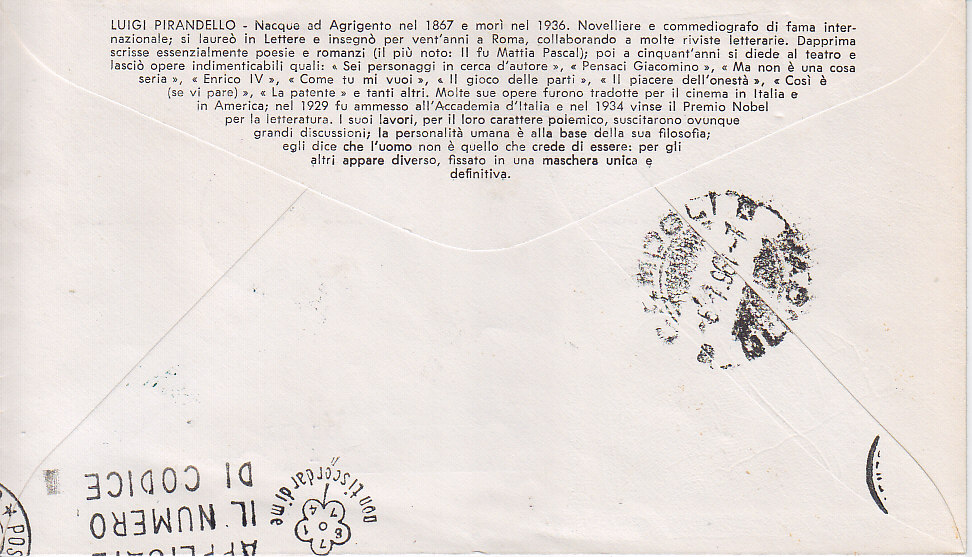 LUIGI PIRANDELLO - Nacque ad Agrigento nel 1867 e morì nel 1936. Novelliere e commediografo di fama inter-
nazionale; si laureò in Lettere e insegnò per vent'anni a Roma, collaborando a molte riviste letterarie. Dapprima
scrisse essenzialmente poesie e romanzi (il più noto: Il fu Mattia Pascal); poi a cinquant'anni si diede al teatro e
lasciò opere indimenticabili quali: « Sei personaggi in cerca d'autore », « Pensaci Giacomino », « Ma non è una cosa
seria », « Enrico IV », « Come tu mi vuoi », « Il gioco delle parti », « Il piacere dell'onestà », « Così è
(se vi pare) », « La patente » e tanti altri. Molte sue opere furono tradotte per il cinema in Italia e
in America; nel 1929 fu ammesso all'Accademia d'Italia e nel 1934 vinse il Premio Nobel
per la letteratura. I suoi lavori, per il loro carattere polemico, suscitarono ovunque
grandi discussioni; la personalità umana è alla base della sua filosofia;
egli dice che l'uomo non è quello che crede di essere: per gli
altri appare diverso, fissato in una maschera unica e
definitiva.
IL NUMERO
DI CODICE
nontiscordardime